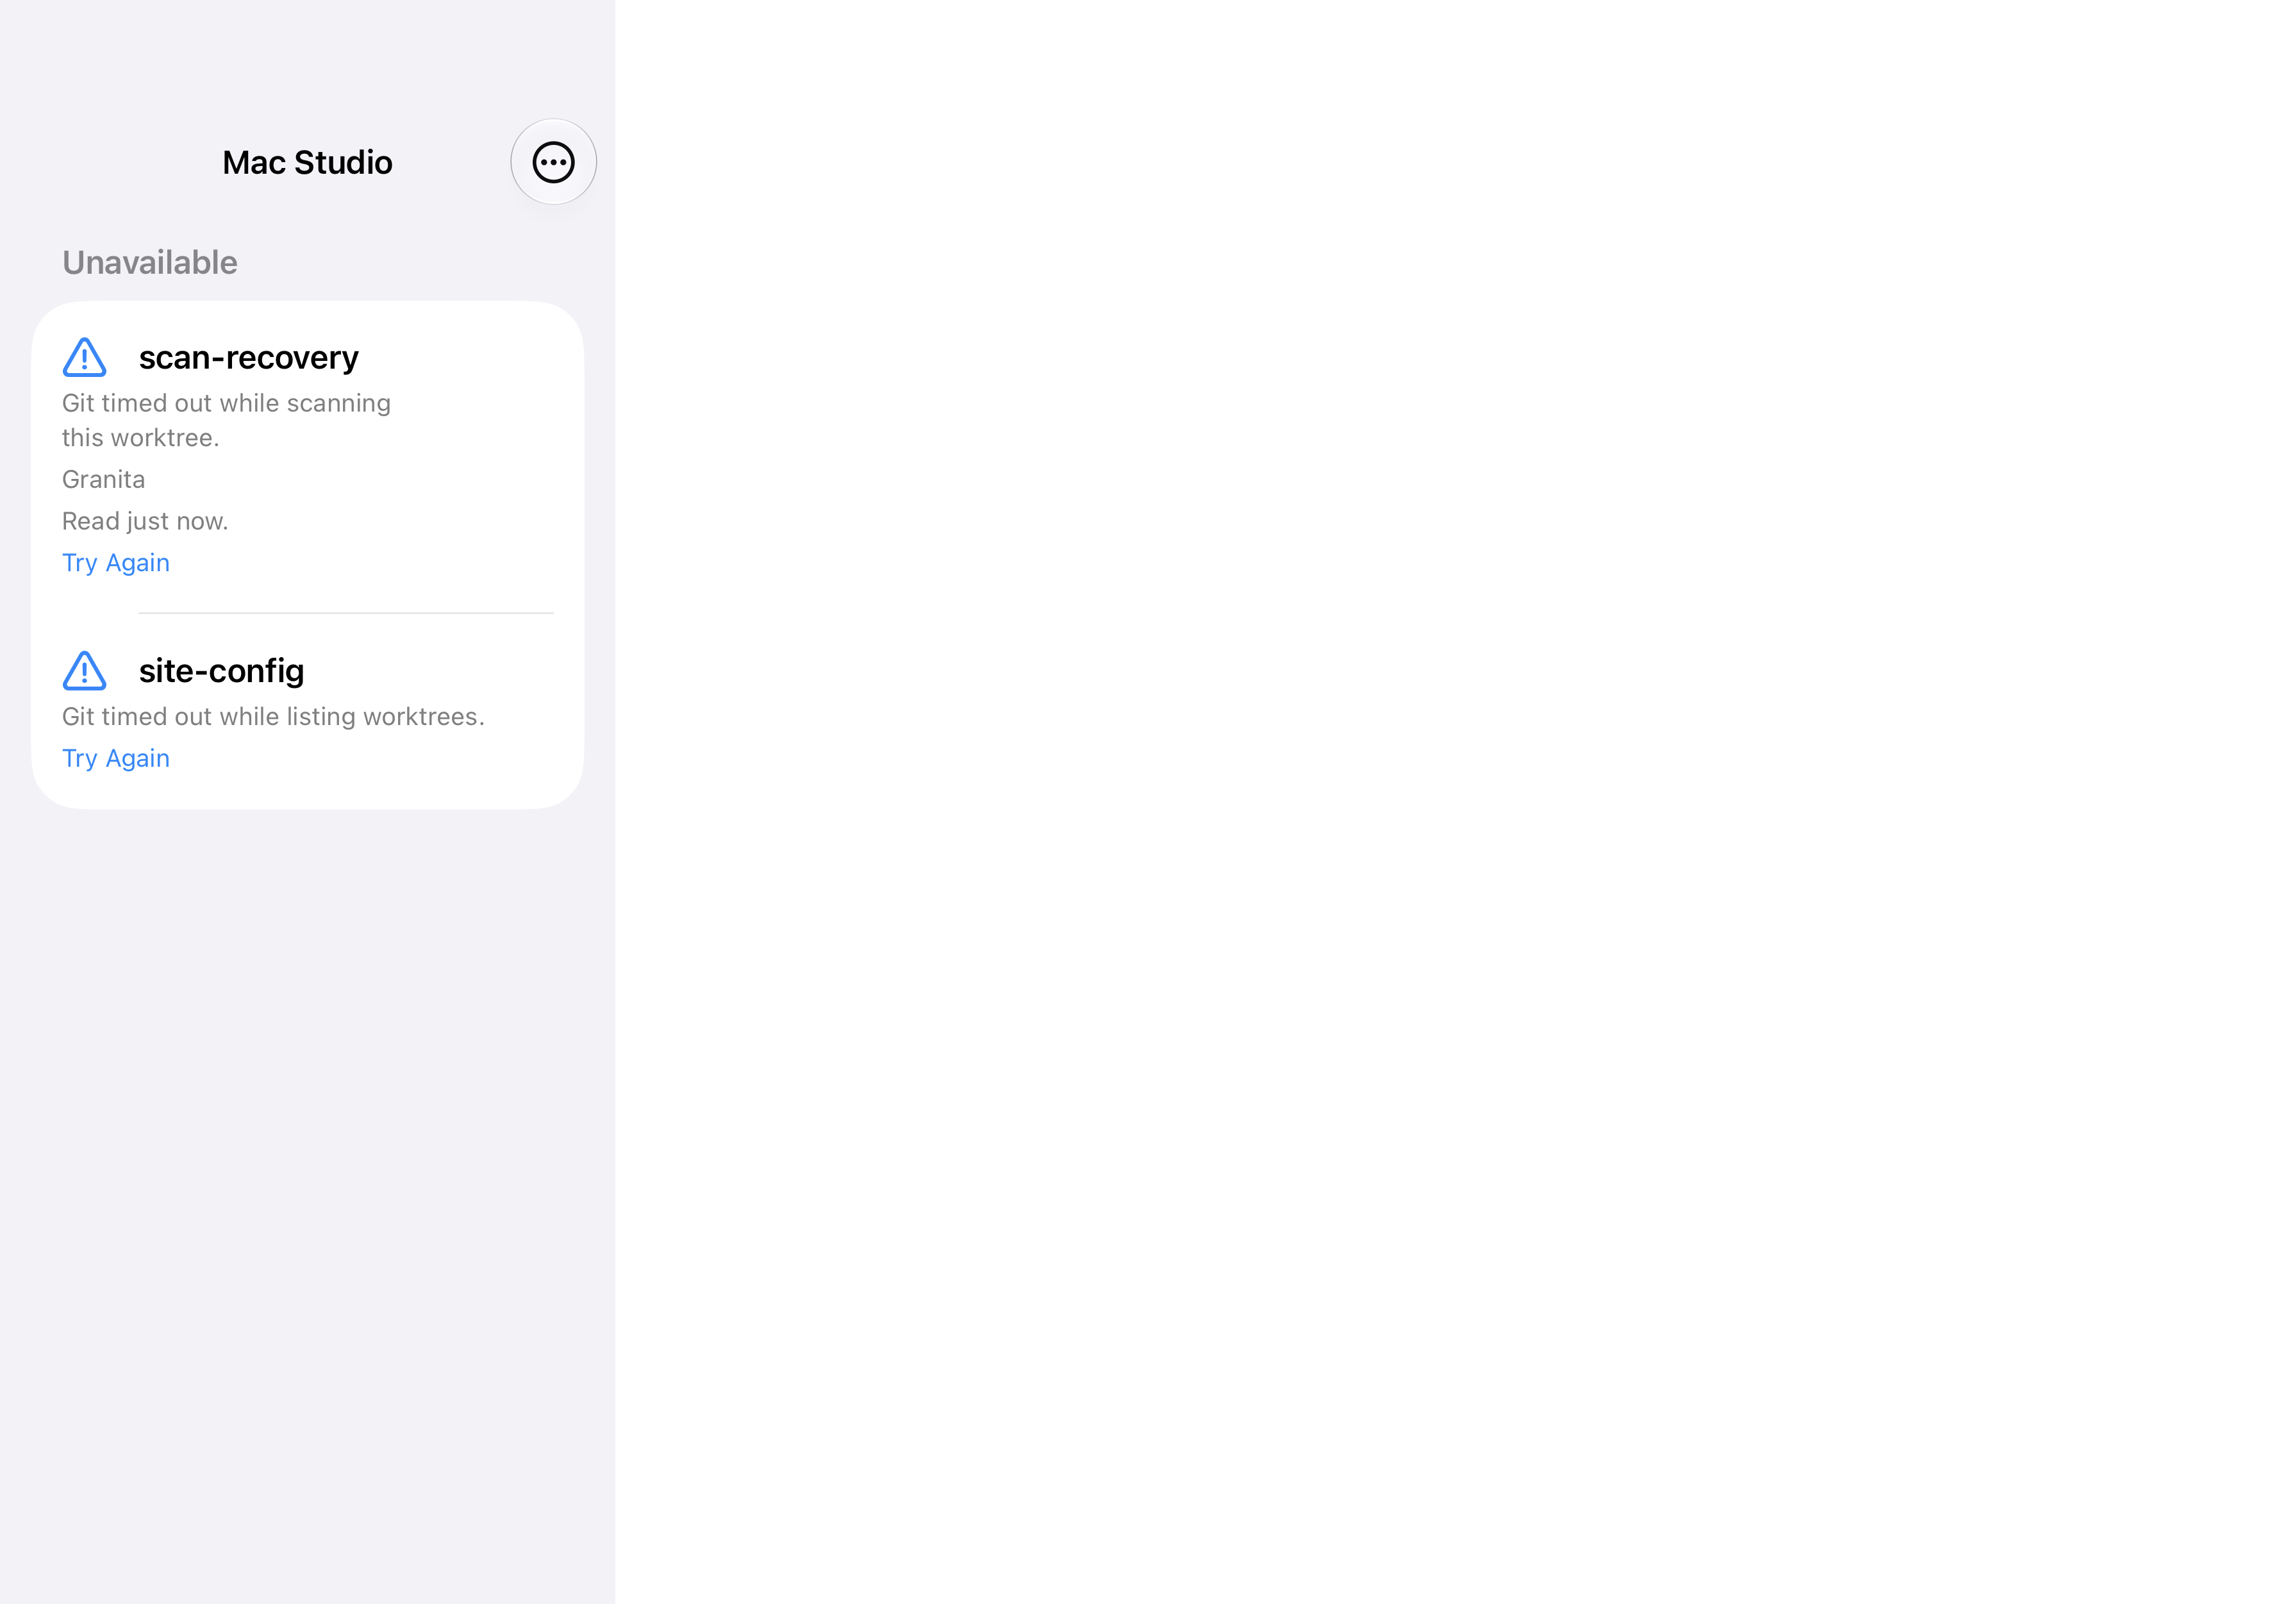 Mac Studio
Unavailable
scan-recovery
Git timed out while scanning
this worktree.
Granita
Read just now.
Try Again
site-config
Git timed out while listing worktrees.
Try Again